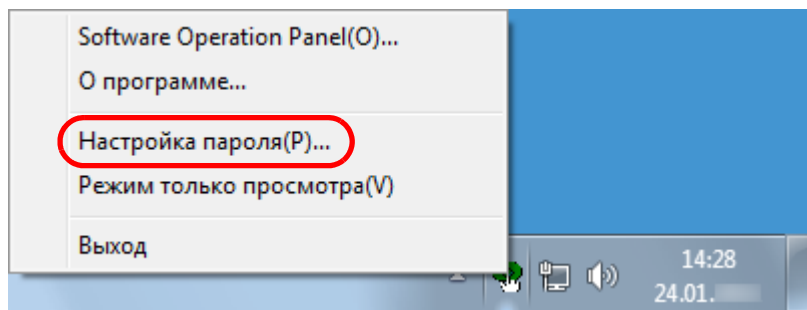 Software Operation Panel(O)...
О программе...
Настройка пароля(P)...
Режим только просмотра(V)
Выход
14:28
24.01.